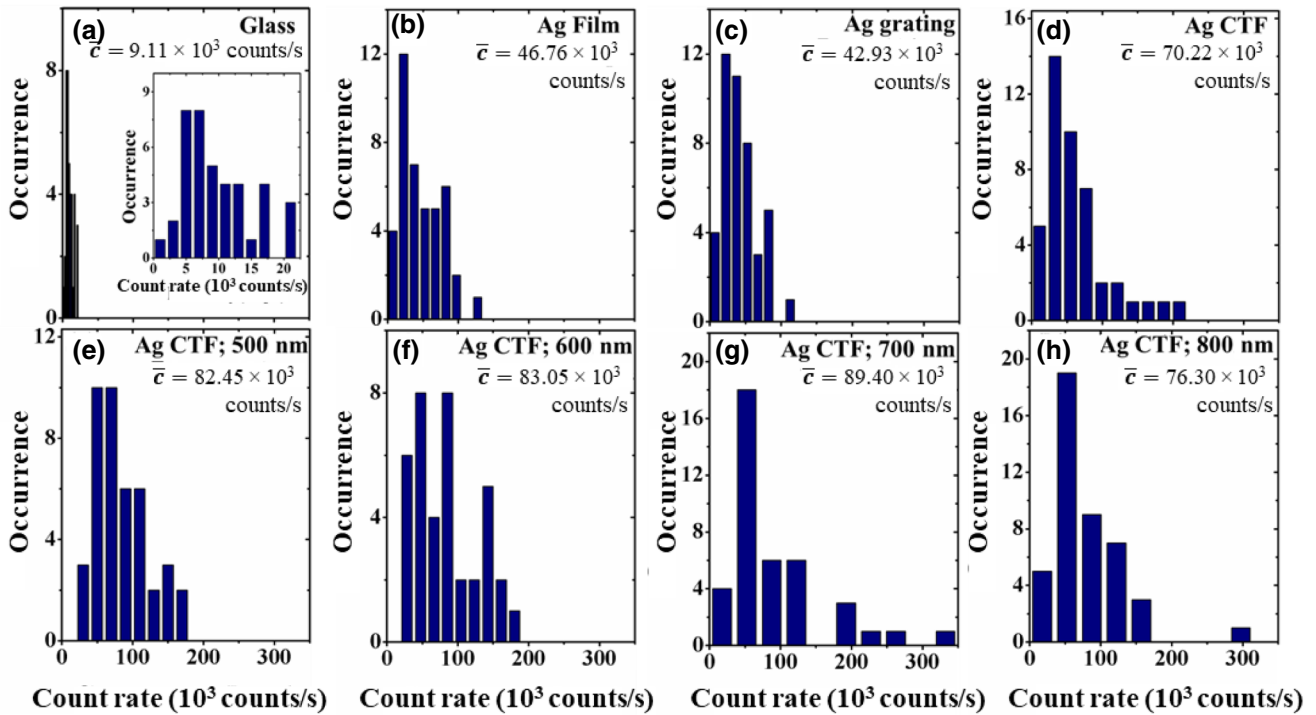 (a)
Glass
c̄ = 9.11 × 10³ counts/s
Occurrence
8
4
0
Occurrence
9
6
3
0
0 5 10 15 20
Count rate (10³ counts/s)
(b)
Ag Film
c̄ = 46.76 × 10³
counts/s
Occurrence
12
8
4
0
(c)
Ag grating
c̄ = 42.93 × 10³
counts/s
Occurrence
12
8
4
0
(d)
Ag CTF
c̄ = 70.22 × 10³
counts/s
Occurrence
16
12
8
4
0
(e)
Ag CTF; 500 nm
c̄ = 82.45 × 10³
counts/s
Occurrence
12
8
4
0
0 100 200 300
Count rate (10³ counts/s)
(f)
Ag CTF; 600 nm
c̄ = 83.05 × 10³
counts/s
Occurrence
8
4
0
0 100 200 300
Count rate (10³ counts/s)
(g)
Ag CTF; 700 nm
c̄ = 89.40 × 10³
counts/s
Occurrence
20
16
12
8
4
0
0 100 200 300
Count rate (10³ counts/s)
(h)
Ag CTF; 800 nm
c̄ = 76.30 × 10³
counts/s
Occurrence
20
16
12
8
4
0
0 100 200 300
Count rate (10³ counts/s)